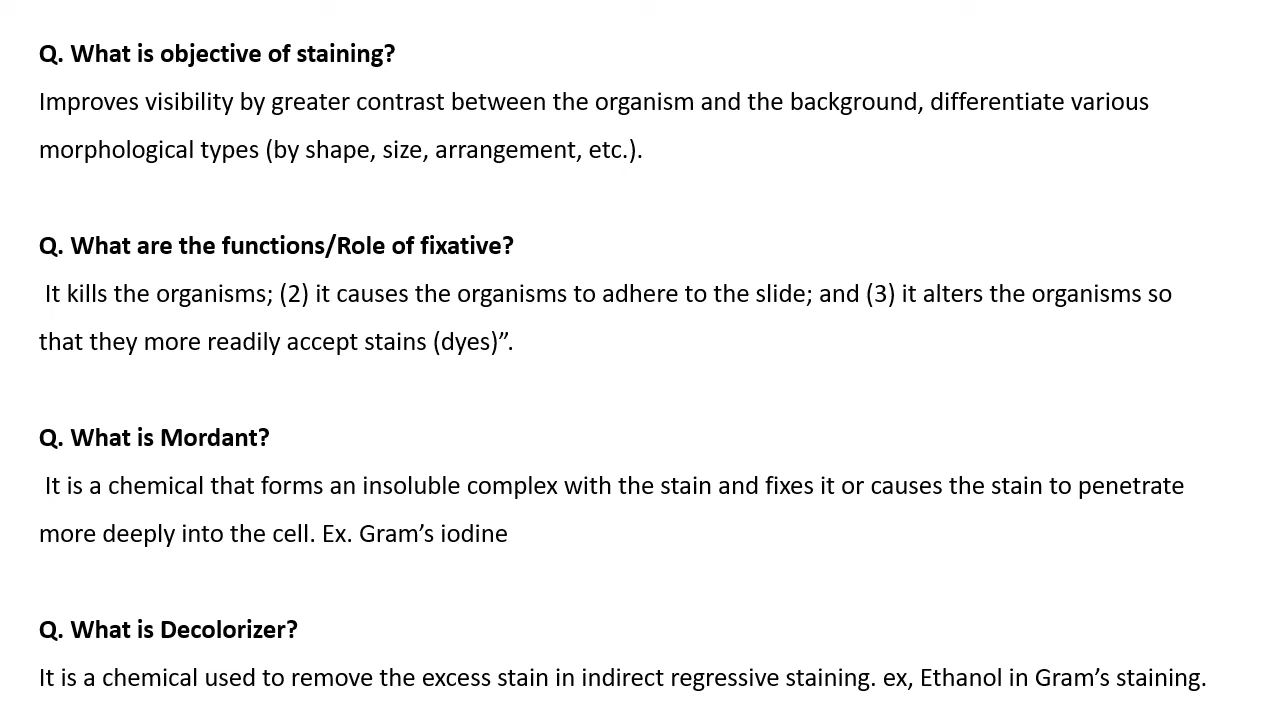 Q. What is objective of staining?
Improves visibility by greater contrast between the organism and the background, differentiate various
morphological types (by shape, size, arrangement, etc.).
Q. What are the functions/Role of fixative?
It kills the organisms; (2) it causes the organisms to adhere to the slide; and (3) it alters the organisms so
that they more readily accept stains (dyes)”.
Q. What is Mordant?
It is a chemical that forms an insoluble complex with the stain and fixes it or causes the stain to penetrate
more deeply into the cell. Ex. Gram’s iodine
Q. What is Decolorizer?
It is a chemical used to remove the excess stain in indirect regressive staining. ex, Ethanol in Gram’s staining.